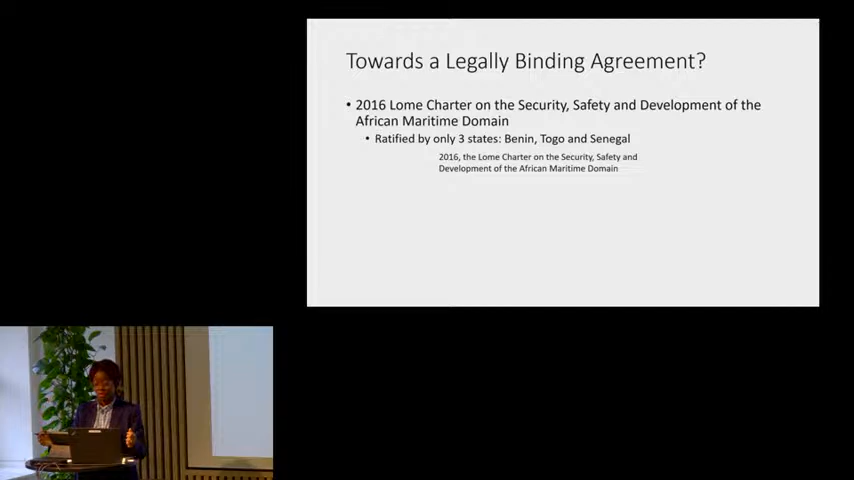 Towards a Legally Binding Agreement?
• 2016 Lome Charter on the Security, Safety and Development of the
African Maritime Domain
• Ratified by only 3 states: Benin, Togo and Senegal
2016, the Lome Charter on the Security, Safety and
Development of the African Maritime Domain